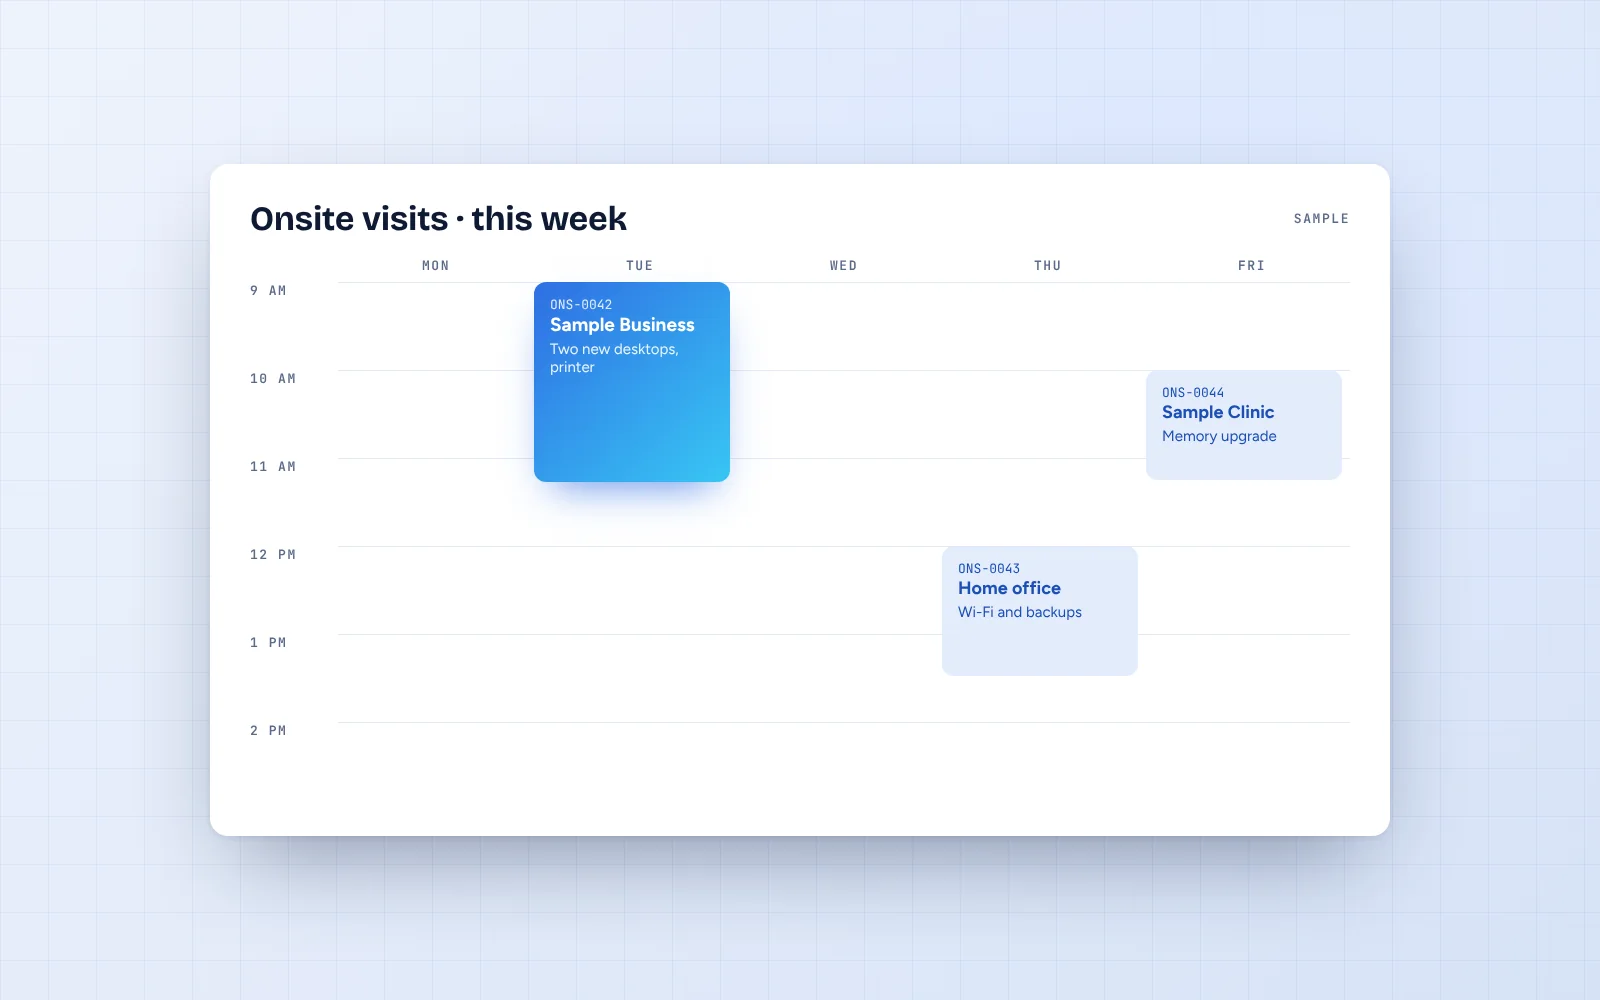 Onsite visits · this week
SAMPLE
MON TUE WED THU FRI
9 AM
ONS-0042
Sample Business
Two new desktops,
printer
10 AM
ONS-0044
Sample Clinic
Memory upgrade
11 AM
12 PM
ONS-0043
Home office
Wi-Fi and backups
1 PM
2 PM